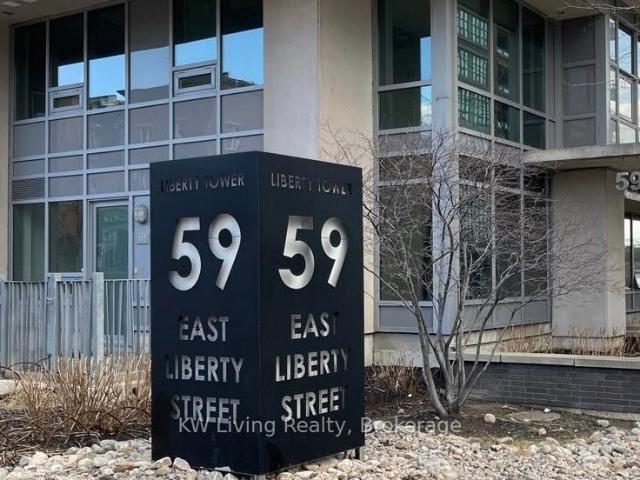 LIBERTY TOWER
59
EAST
LIBERTY
STREET
LIBERTY TOWER
59
EAST
LIBERTY
STREET
59
KW Living Realty, Brokerage